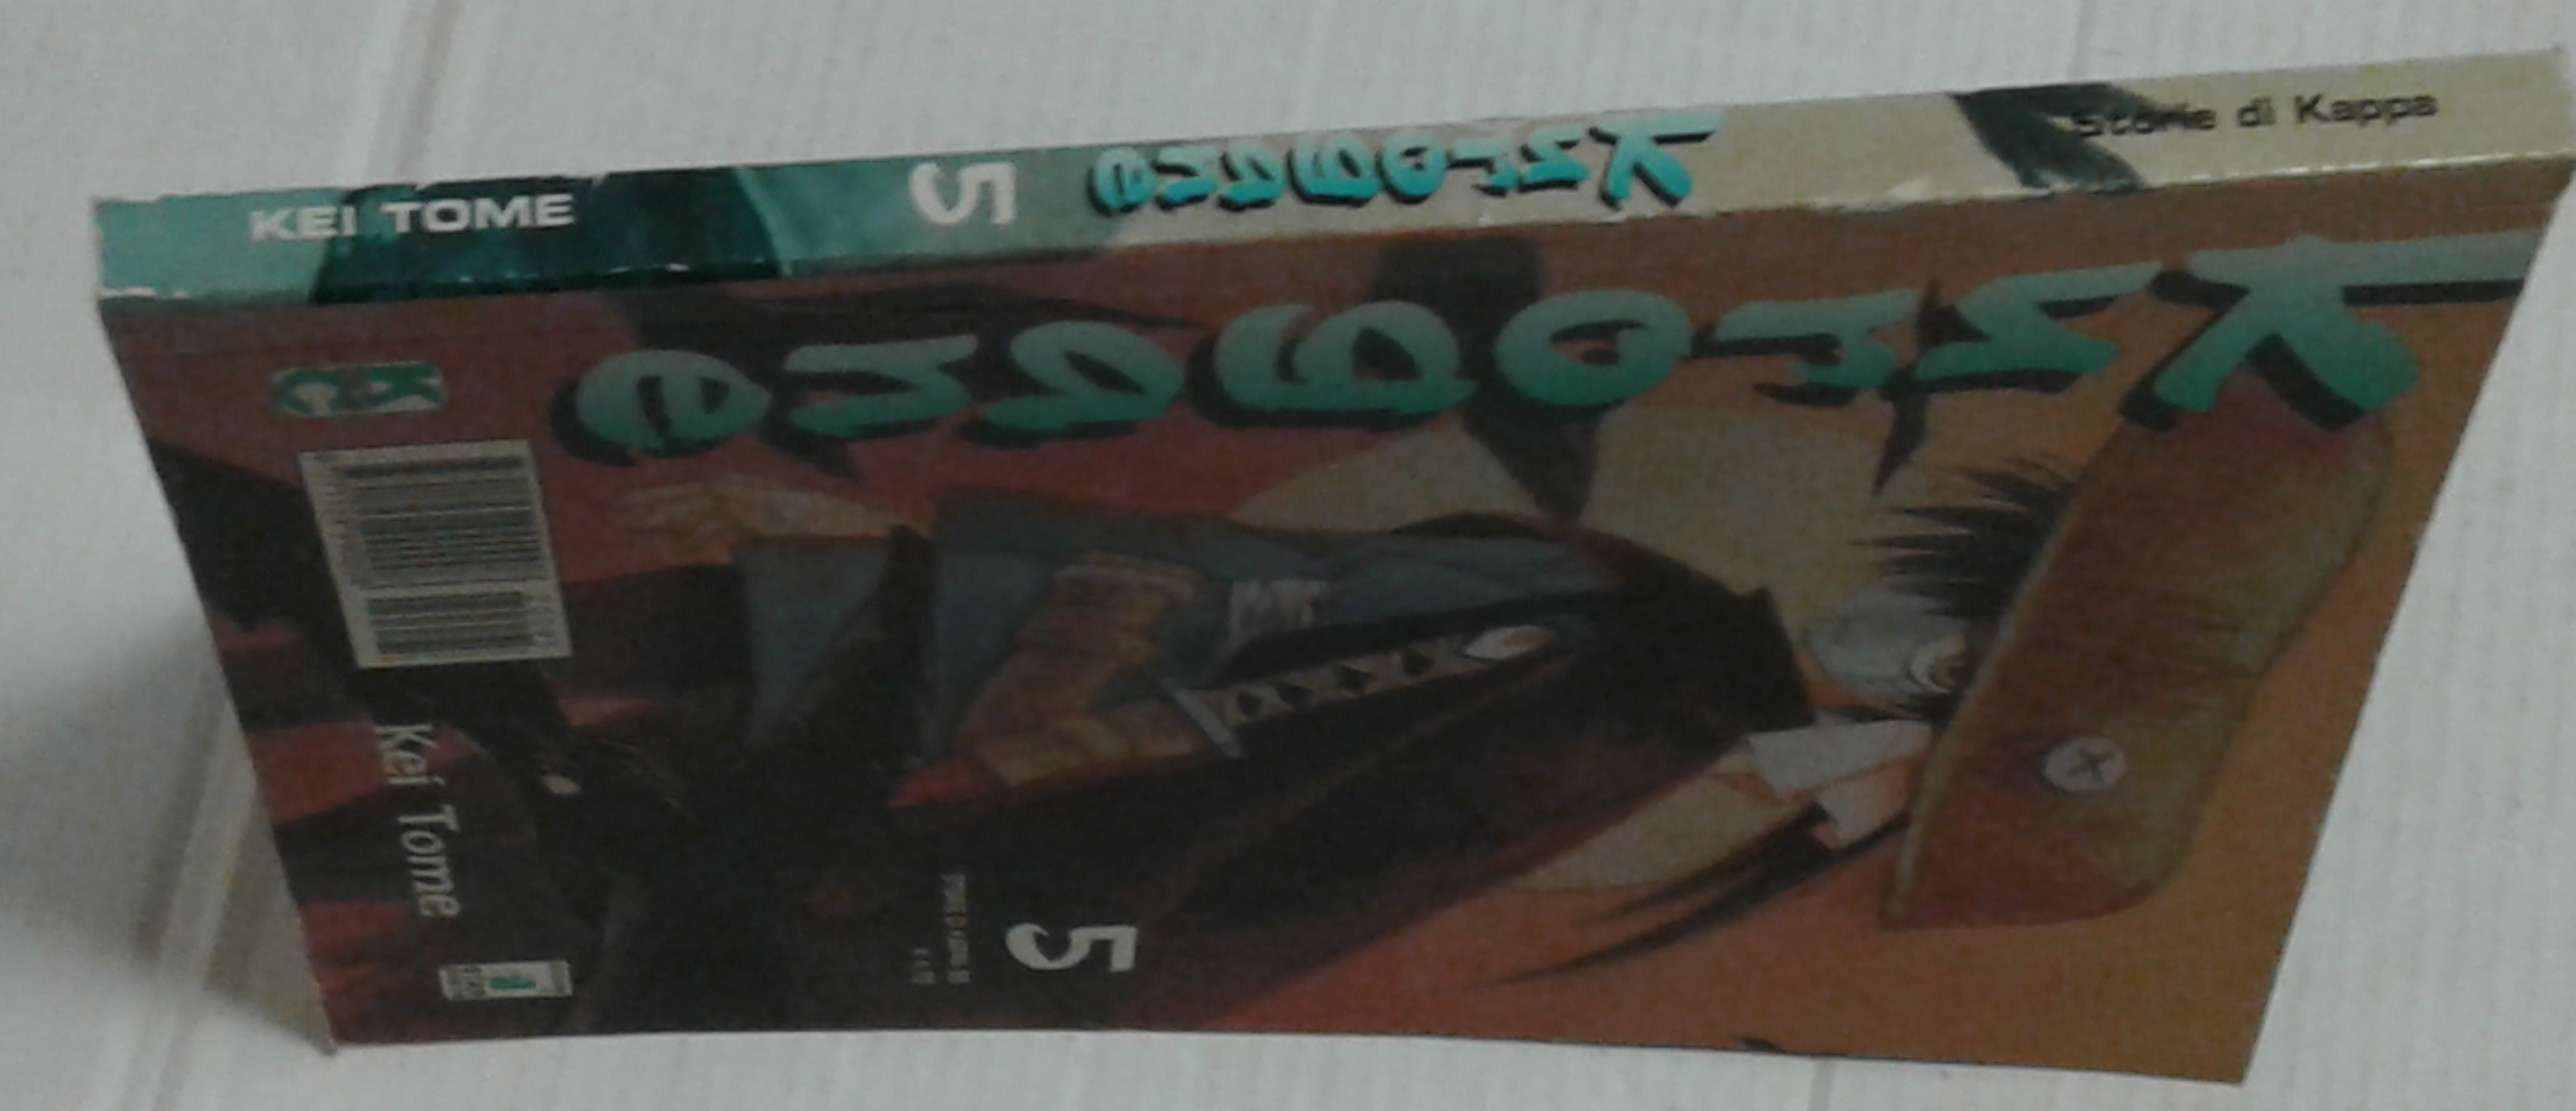 KEI TOME
5
Kurogane
Storie di Kappa
Kurogane
Kei Tome
5